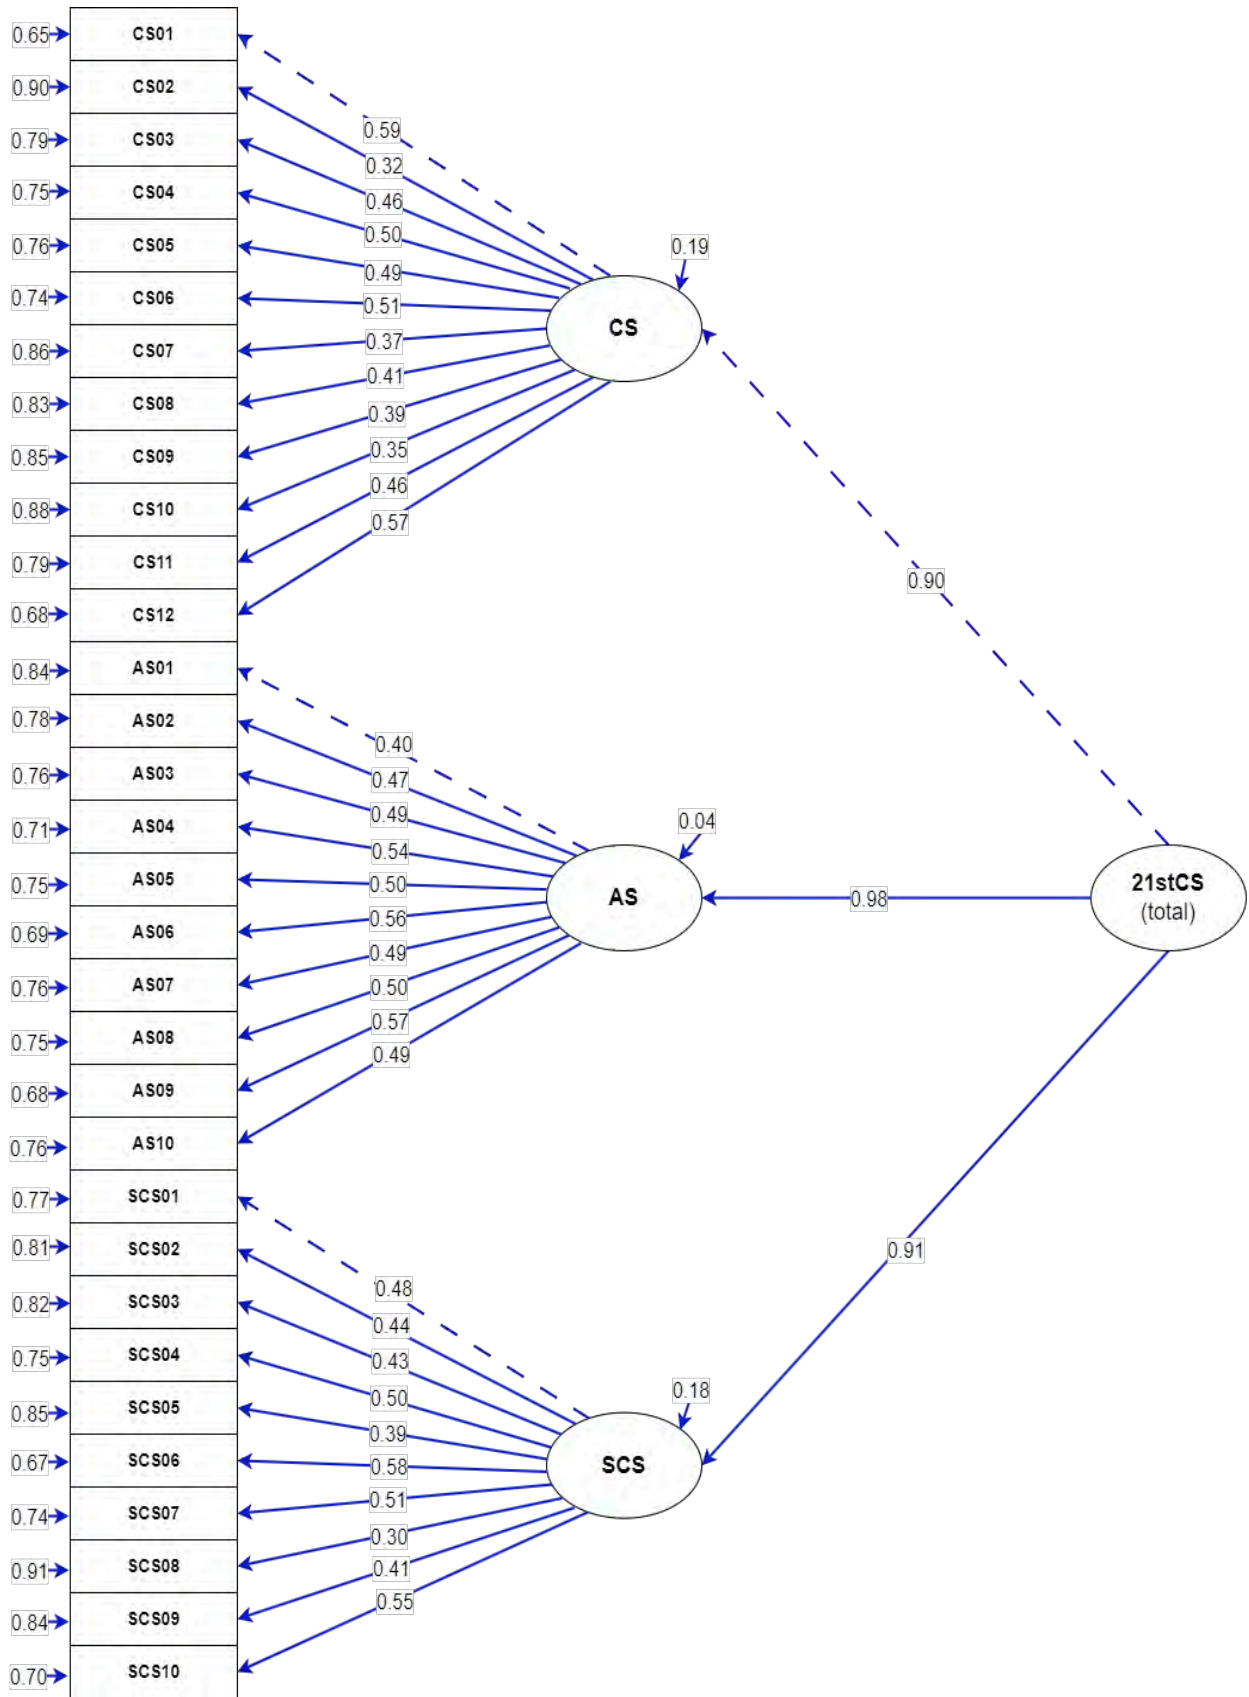 0.65 CS01
0.90 CS02
0.79 CS03
0.75 CS04
0.76 CS05
0.74 CS06
0.86 CS07
0.83 CS08
0.85 CS09
0.88 CS10
0.79 CS11
0.68 CS12
0.84 AS01
0.78 AS02
0.76 AS03
0.71 AS04
0.75 AS05
0.69 AS06
0.76 AS07
0.75 AS08
0.68 AS09
0.76 AS10
0.77 SCS01
0.81 SCS02
0.82 SCS03
0.75 SCS04
0.85 SCS05
0.67 SCS06
0.74 SCS07
0.91 SCS08
0.84 SCS09
0.70 SCS10
0.59
0.32
0.46
0.50
0.49
0.51
0.37
0.41
0.39
0.35
0.46
0.57
0.40
0.47
0.49
0.54
0.50
0.56
0.49
0.50
0.57
0.49
0.48
0.44
0.43
0.50
0.39
0.58
0.51
0.30
0.41
0.55
0.19
CS
0.04
AS
0.18
SCS
0.90
0.98
0.91
21stCS
(total)